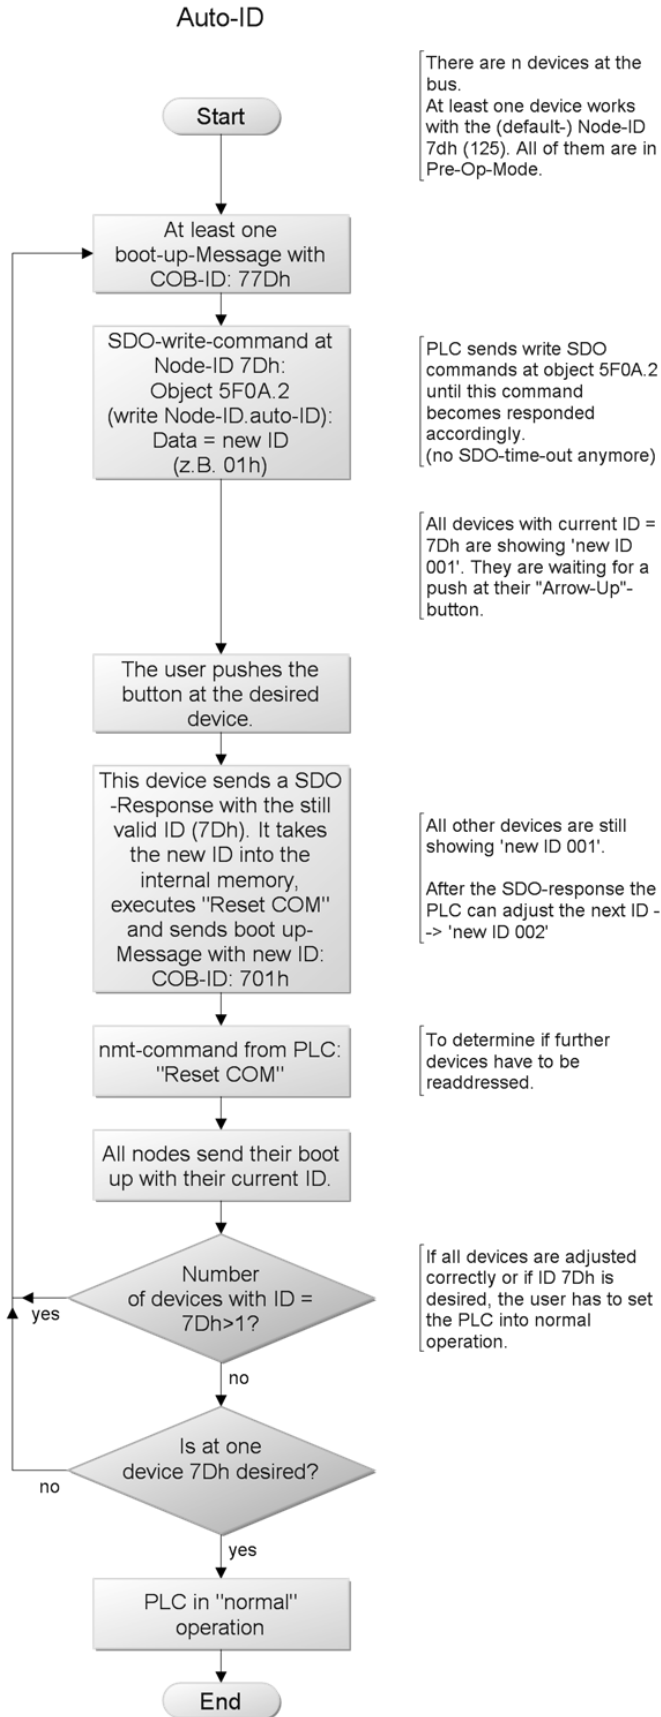 Auto-ID
There are n devices at the
bus.
At least one device works
with the (default-) Node-ID
7dh (125). All of them are in
Pre-Op-Mode.
Start
At least one
boot-up-Message with
COB-ID: 77Dh
SDO-write-command at
Node-ID 7Dh:
Object 5F0A.2
(write Node-ID.auto-ID):
Data = new ID
(z.B. 01h)
PLC sends write SDO
commands at object 5F0A.2
until this command
becomes responded
accordingly.
(no SDO-time-out anymore)
All devices with current ID =
7Dh are showing 'new ID
001'. They are waiting for a
push at their "Arrow-Up"-
button.
The user pushes the
button at the desired
device.
This device sends a SDO
-Response with the still
valid ID (7Dh). It takes
the new ID into the
internal memory,
executes "Reset COM"
and sends boot up-
Message with new ID:
COB-ID: 701h
All other devices are still
showing 'new ID 001'.
After the SDO-response the
PLC can adjust the next ID -
-> 'new ID 002'
nmt-command from PLC:
"Reset COM"
To determine if further
devices have to be
readdressed.
All nodes send their boot
up with their current ID.
Number
of devices with ID =
7Dh>1?
yes
If all devices are adjusted
correctly or if ID 7Dh is
desired, the user has to set
the PLC into normal
operation.
no
Is at one
device 7Dh desired?
no
yes
PLC in "normal"
operation
End